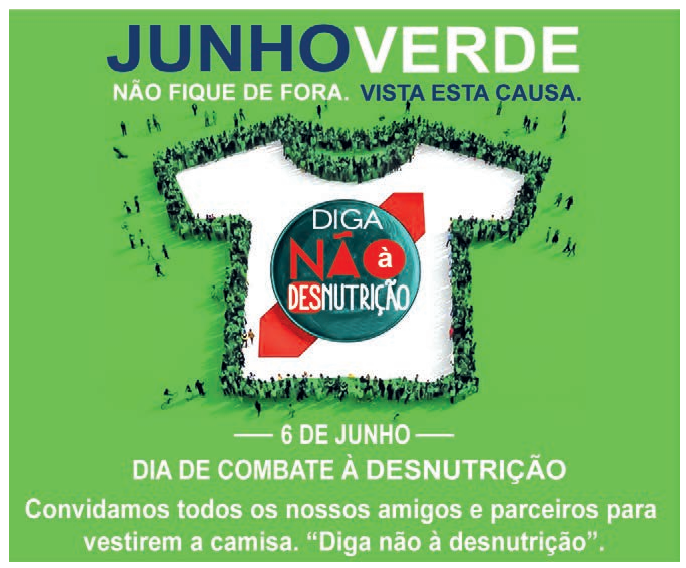 JUNHOVERDE
NÃO FIQUE DE FORA. VISTA ESTA CAUSA.
DIGA
NÃO à
DESNUTRIÇÃO
6 DE JUNHO
DIA DE COMBATE À DESNUTRIÇÃO
Convidamos todos os nossos amigos e parceiros para
vestirem a camisa. “Diga não à desnutrição”.